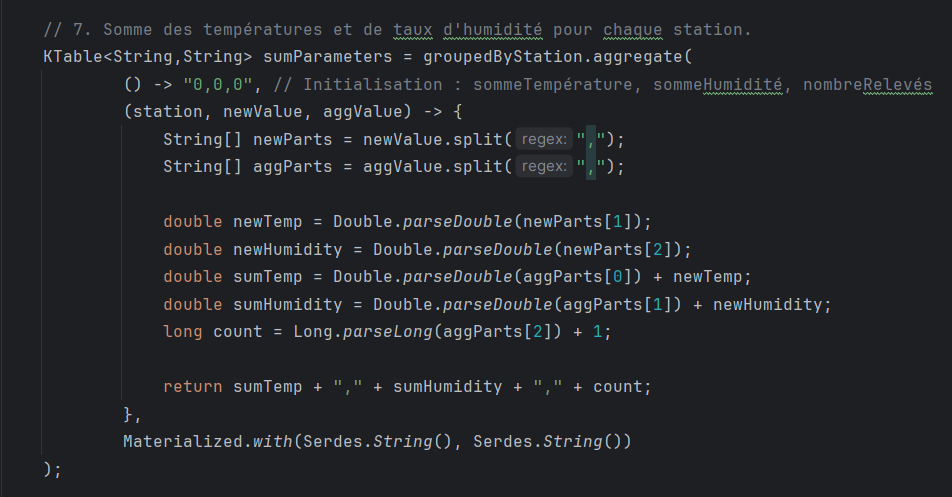 // 7. Somme des températures et de taux d'humidité pour chaque station.
KTable<String,String> sumParameters = groupedByStation.aggregate(
() -> "0,0,0", // Initialisation : sommeTempérature, sommeHumidité, nombreRelevés
(station, newValue, aggValue) -> {
String[] newParts = newValue.split( regex: ",");
String[] aggParts = aggValue.split( regex: ",");
double newTemp = Double.parseDouble(newParts[1]);
double newHumidity = Double.parseDouble(newParts[2]);
double sumTemp = Double.parseDouble(aggParts[0]) + newTemp;
double sumHumidity = Double.parseDouble(aggParts[1]) + newHumidity;
long count = Long.parseLong(aggParts[2]) + 1;
return sumTemp + "," + sumHumidity + "," + count;
},
Materialized.with(Serdes.String(), Serdes.String())
);